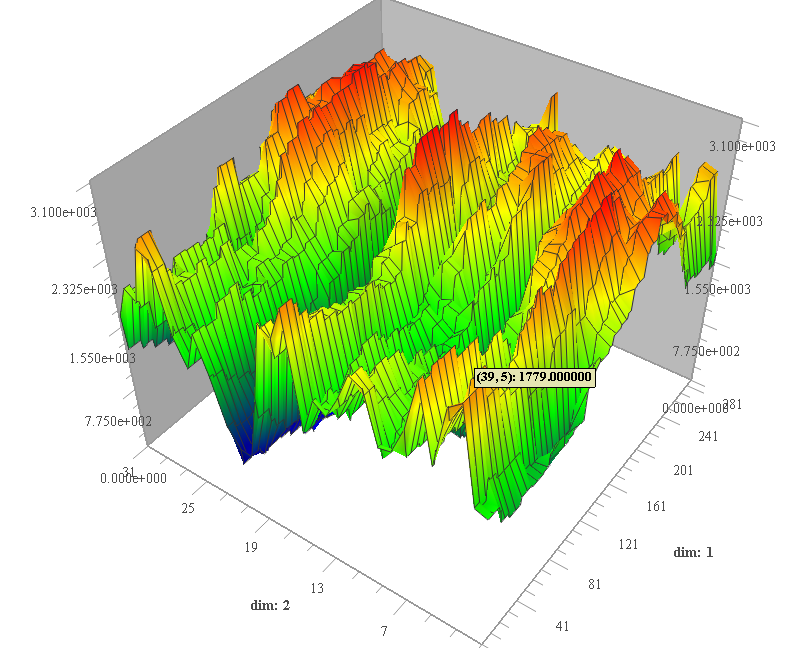 3.100e+003
3.100e+003
2.325e+003
2.325e+003
1.550e+003
1.550e+003
7.750e+002
(39, 5): 1779.000000
7.750e+002
0.000e+000
281
241
31
0.000e+000
201
25
161
19
121
dim: 1
13
81
dim: 2
7
41